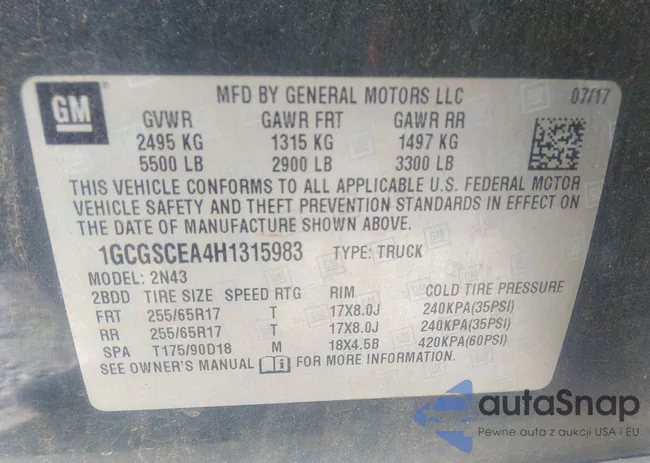 GM
MFD BY GENERAL MOTORS LLC 07/17
GVWR GAWR FRT GAWR RR
2495 KG 1315 KG 1497 KG
5500 LB 2900 LB 3300 LB
THIS VEHICLE CONFORMS TO ALL APPLICABLE U.S. FEDERAL MOTOR
VEHICLE SAFETY AND THEFT PREVENTION STANDARDS IN EFFECT ON
THE DATE OF MANUFACTURE SHOWN ABOVE.
1GCGSCEA4H1315983 TYPE: TRUCK
MODEL: 2N43
2BDD TIRE SIZE SPEED RTG RIM COLD TIRE PRESSURE
FRT 255/65R17 T 17X8.0J 240KPA(35PSI)
RR 255/65R17 T 17X8.0J 240KPA(35PSI)
SPA T175/90D18 M 18X4.5B 420KPA(60PSI)
SEE OWNER'S MANUAL i FOR MORE INFORMATION.
autoSnap
Pewne auta z aukcji USA i EU